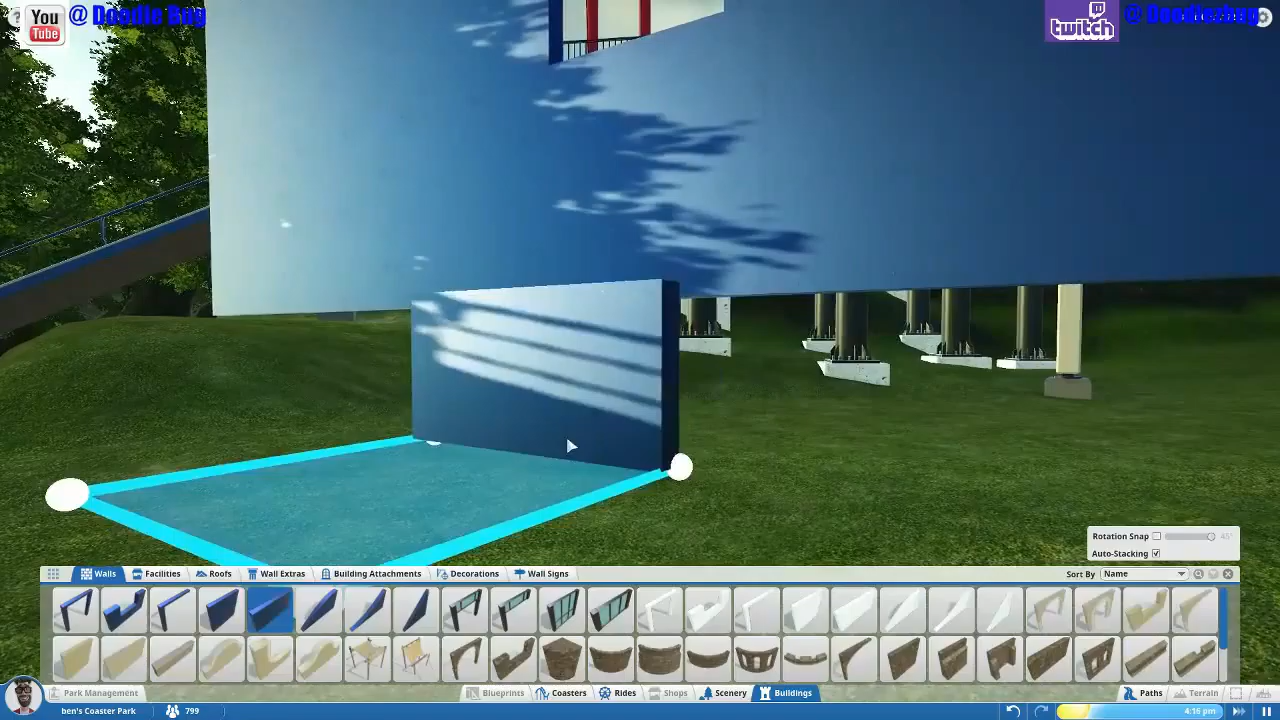 You
Tube
@ Doodle Bug
twitch
@ Doodlezbug
Rotation Snap 45°
Auto-Stacking
Walls Facilities Roofs Wall Extras Building Attachments Decorations Wall Signs Sort By Name
Park Management Blueprints Coasters Rides Shops Scenery Buildings Paths Terrain
ben's Coaster Park 799 4:16 pm